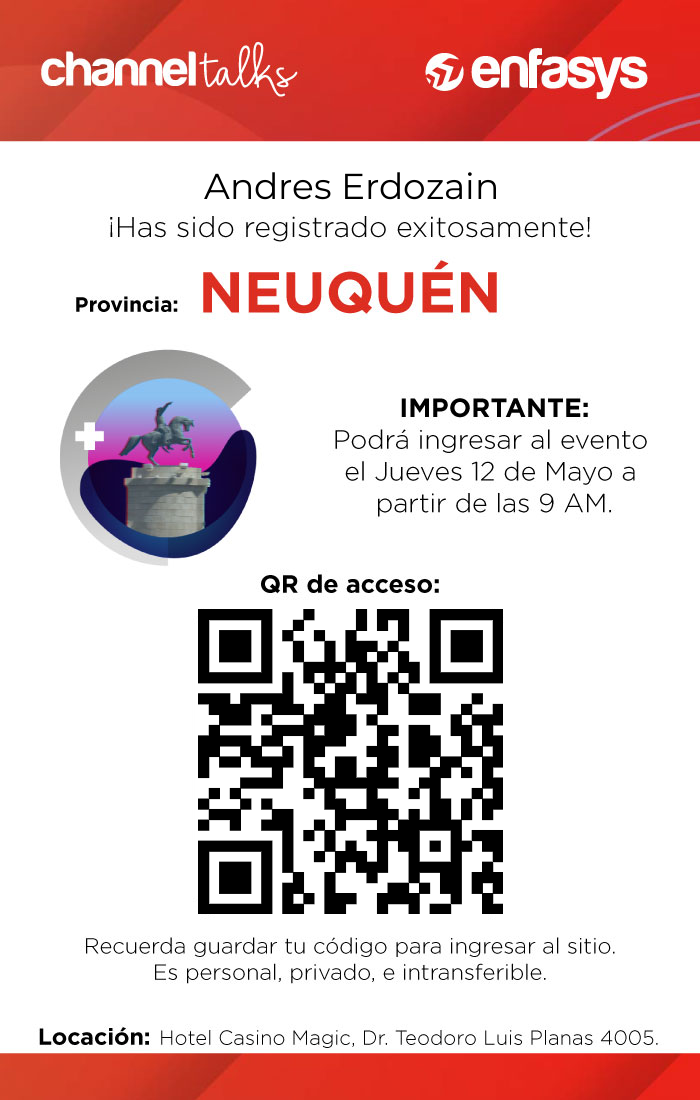 channeltalks
enfasys
Andres Erdozain
¡Has sido registrado exitosamente!
Provincia: NEUQUÉN
IMPORTANTE:
Podrá ingresar al evento
el Jueves 12 de Mayo a
partir de las 9 AM.
QR de acceso:
Recuerda guardar tu código para ingresar al sitio.
Es personal, privado, e intransferible.
Locación: Hotel Casino Magic, Dr. Teodoro Luis Planas 4005.